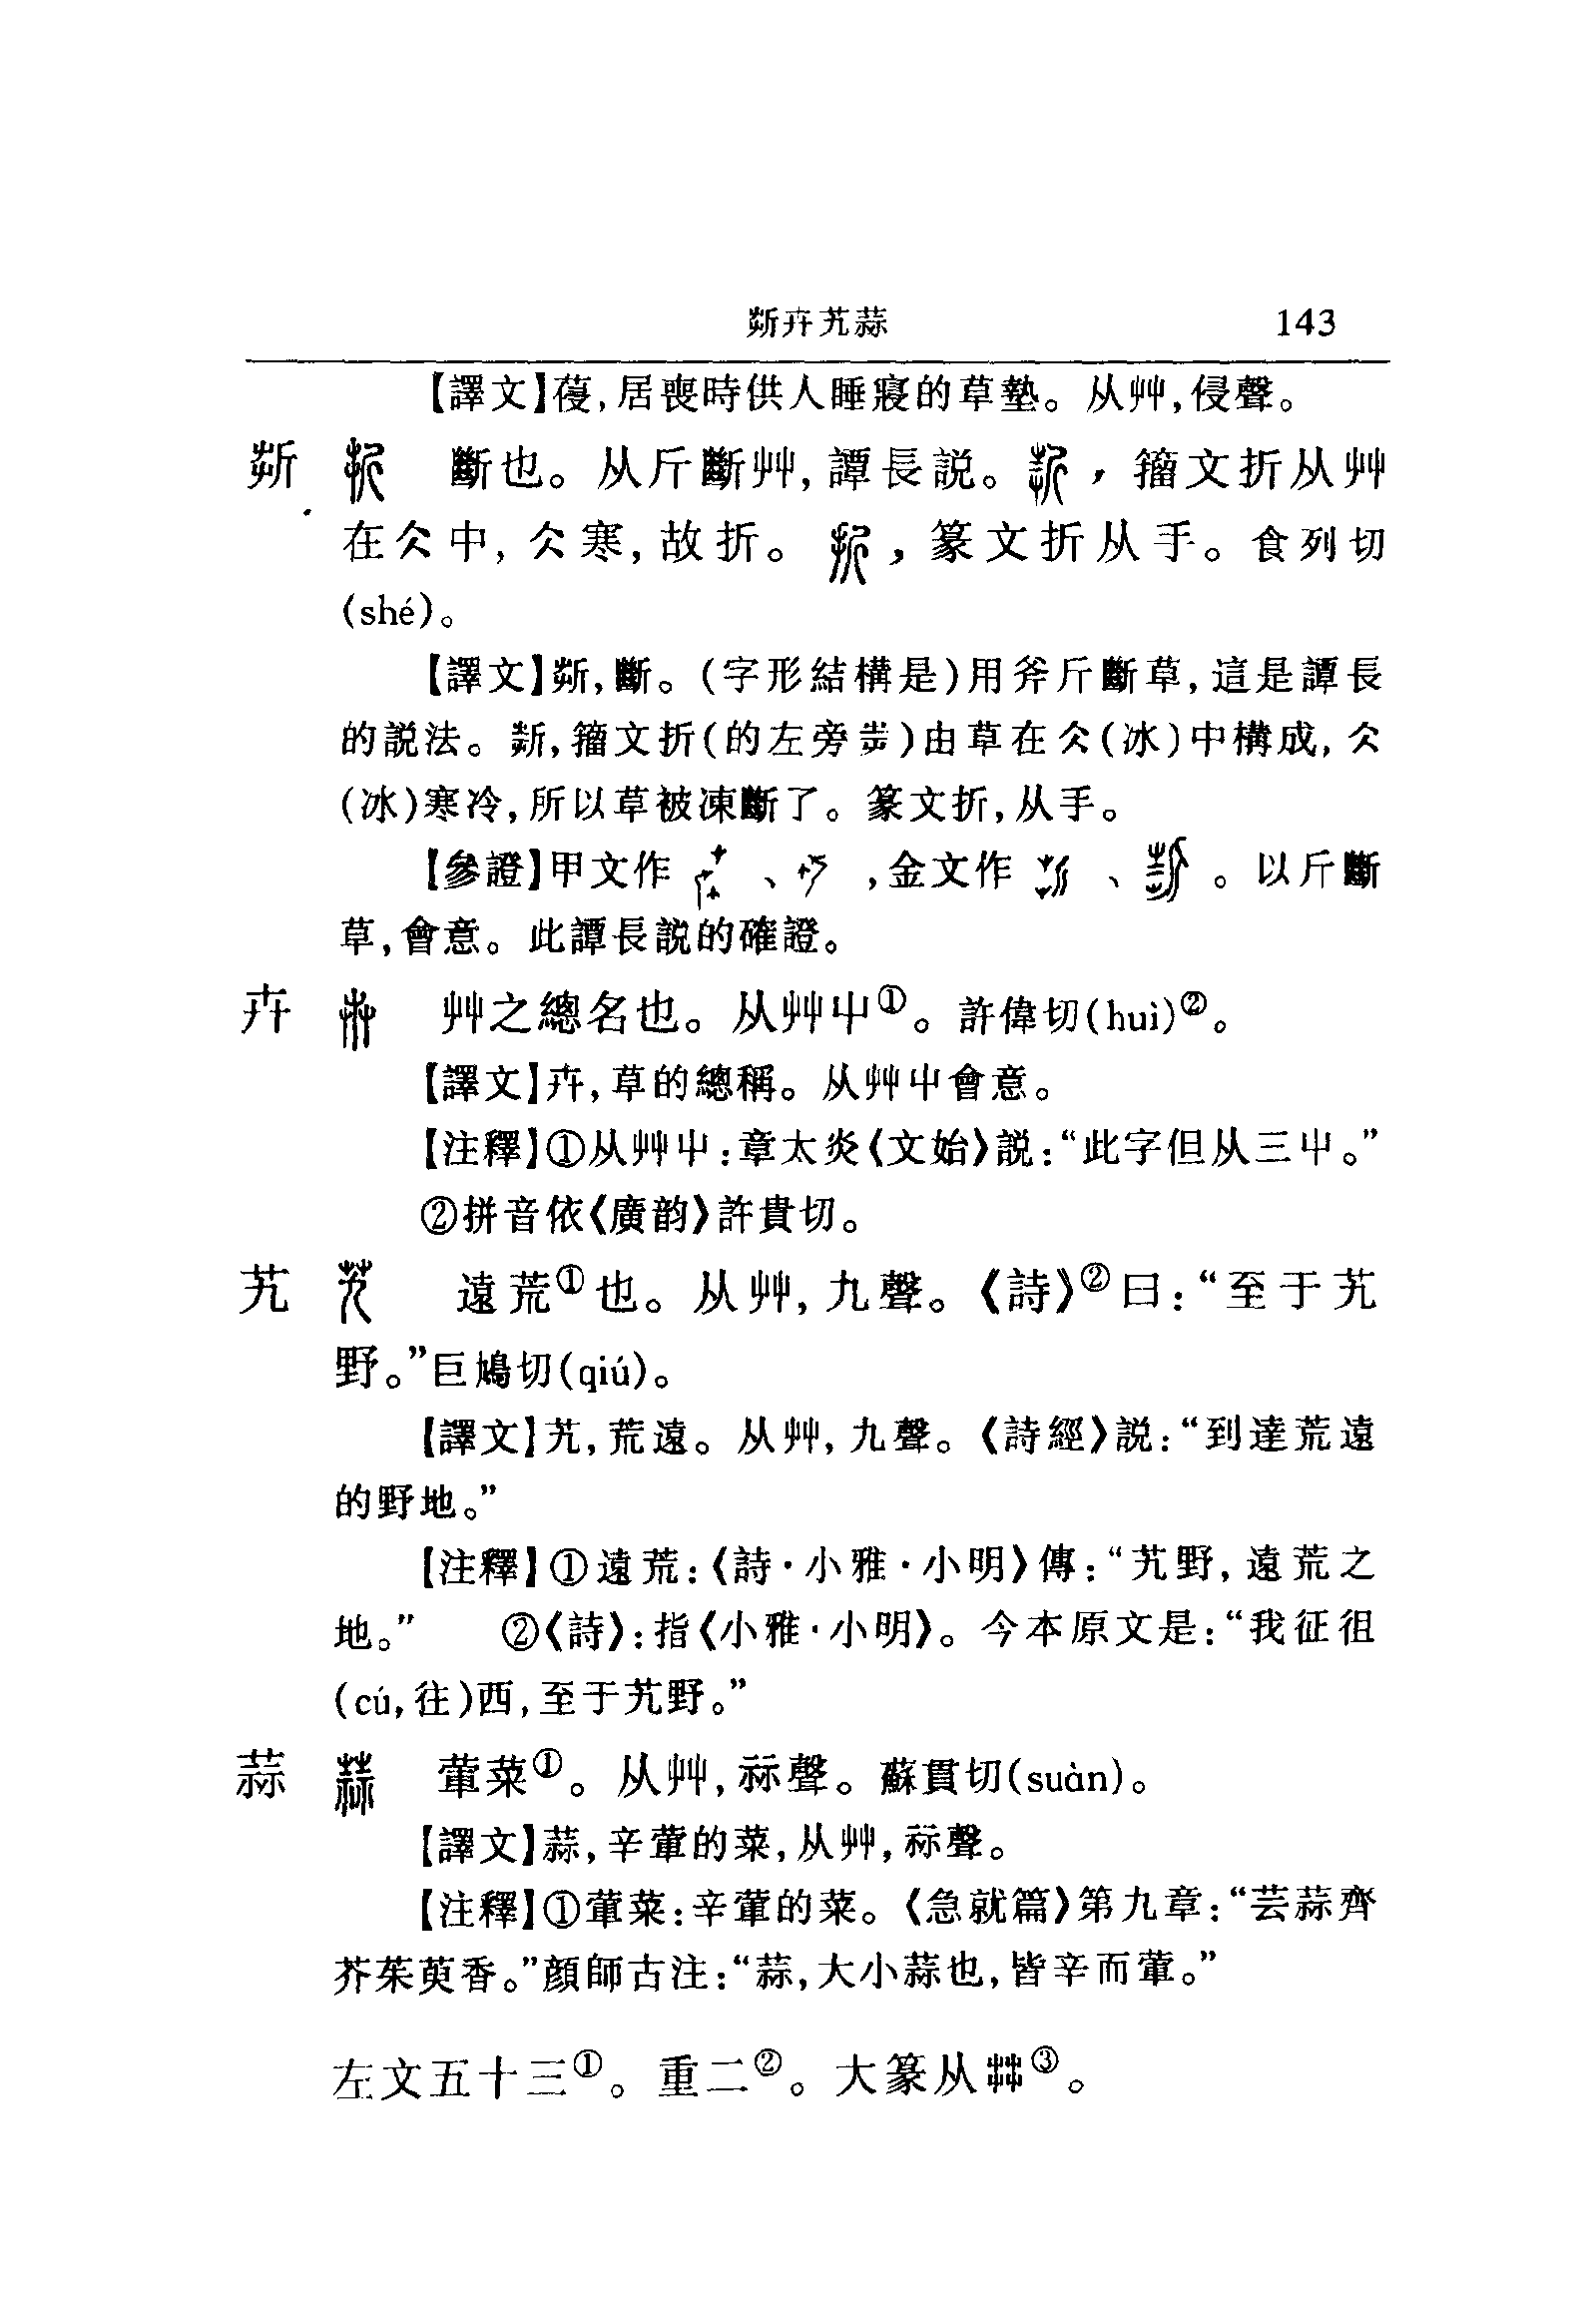 𣂚卉艽蒜 143
【譯文】葠,居喪時供人睡寢的草墊。从艸,侵聲。
𣂚 斷也。从斤斷艸,譚長説。,籀文折从艸
在仌中,仌寒,故折。,篆文折从手。食列切
(shé)。
【譯文】𣂚,斷。(字形結構是)用斧斤斷草,這是譚長
的説法。,籀文折(的左旁)由草在仌(冰)中構成,仌
(冰)寒冷,所以草被凍斷了。篆文折,从手。
【參證】甲文作、,金文作、。以斤斷
草,會意。此譚長説的確證。
卉 艸之總名也。从艸屮①。許偉切(huì)②。
【譯文】卉,草的總稱。从艸屮會意。
【注釋】①从艸屮:章太炎《文始》説:“此字但从三屮。”
②拼音依《廣韵》許貴切。
艽 遠荒①也。从艸,九聲。《詩》②曰:“至于艽
野。”巨鳩切(qiú)。
【譯文】艽,荒遠。从艸,九聲。《詩經》説:“到達荒遠
的野地。”
【注釋】①遠荒:《詩·小雅·小明》傳:“艽野,遠荒之
地。” ②《詩》:指《小雅·小明》。今本原文是:“我征徂
(cú,往)西,至于艽野。”
蒜 葷菜①。从艸,祘聲。蘇貫切(suàn)。
【譯文】蒜,辛葷的菜,从艸,祘聲。
【注釋】①葷菜:辛葷的菜。《急就篇》第九章:“芸蒜齊
芥茱萸香。”顔師古注:“蒜,大小蒜也,皆辛而葷。”
左文五十三①。重二②。大篆从茻③。